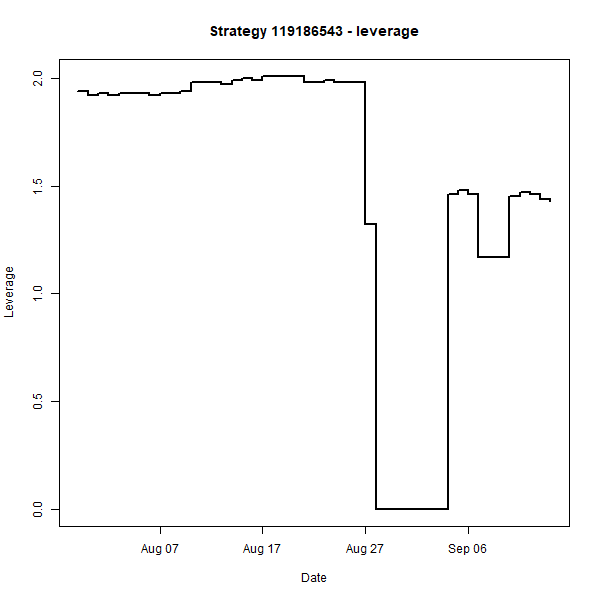 Strategy 119186543 - leverage
2.0
1.5
1.0
0.5
0.0
Leverage
Aug 07
Aug 17
Aug 27
Sep 06
Date